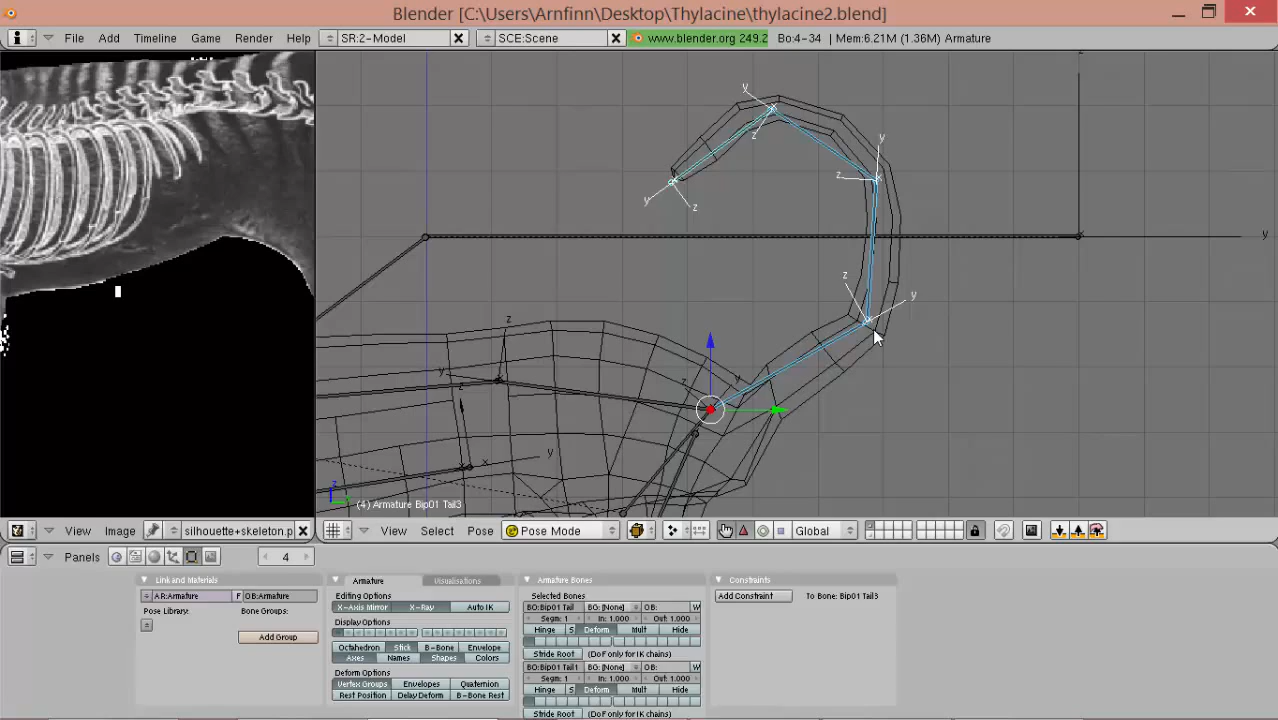 Blender [C:\Users\Arnfinn\Desktop\Thylacine\thylacine2.blend]
File Add Timeline Game Render Help SR:2-Model SCE:Scene www.blender.org 249.2 Bo:4-34 | Mem:6.21M (1.36M) Armature
y
z
y
z
y
z
z
y
y
z
y
z
z
y
y
z
x
(4) Armature Bip01 Tail3
View Image silhouette+skeleton.p View Select Pose Pose Mode Global
Panels 4
Link and Materials Armature Visualisations Armature Bones Constraints
AR:Armature F OB:Armature Editing Options Selected Bones Add Constraint To Bone: Bip01 Tail3
Pose Library: Bone Groups: X-Axis Mirror X-Ray Auto IK BO:Bip01 Tail BG: [None] OB: W
Display Options Segm: 1 In: 1.000 Out: 1.000
Add Group Hinge S Deform Mult Hide
Octahedron Stick B-Bone Envelope
Axes Names Shapes Colors Stride Root (DoF only for IK chains)
Deform Options BO:Bip01 Tail1 BG: [None] OB: W
Vertex Groups Envelopes Quaternion Segm: 1 In: 1.000 Out: 1.000
Rest Position Delay Deform B-Bone Rest Hinge S Deform Mult Hide
Stride Root (DoF only for IK chains)